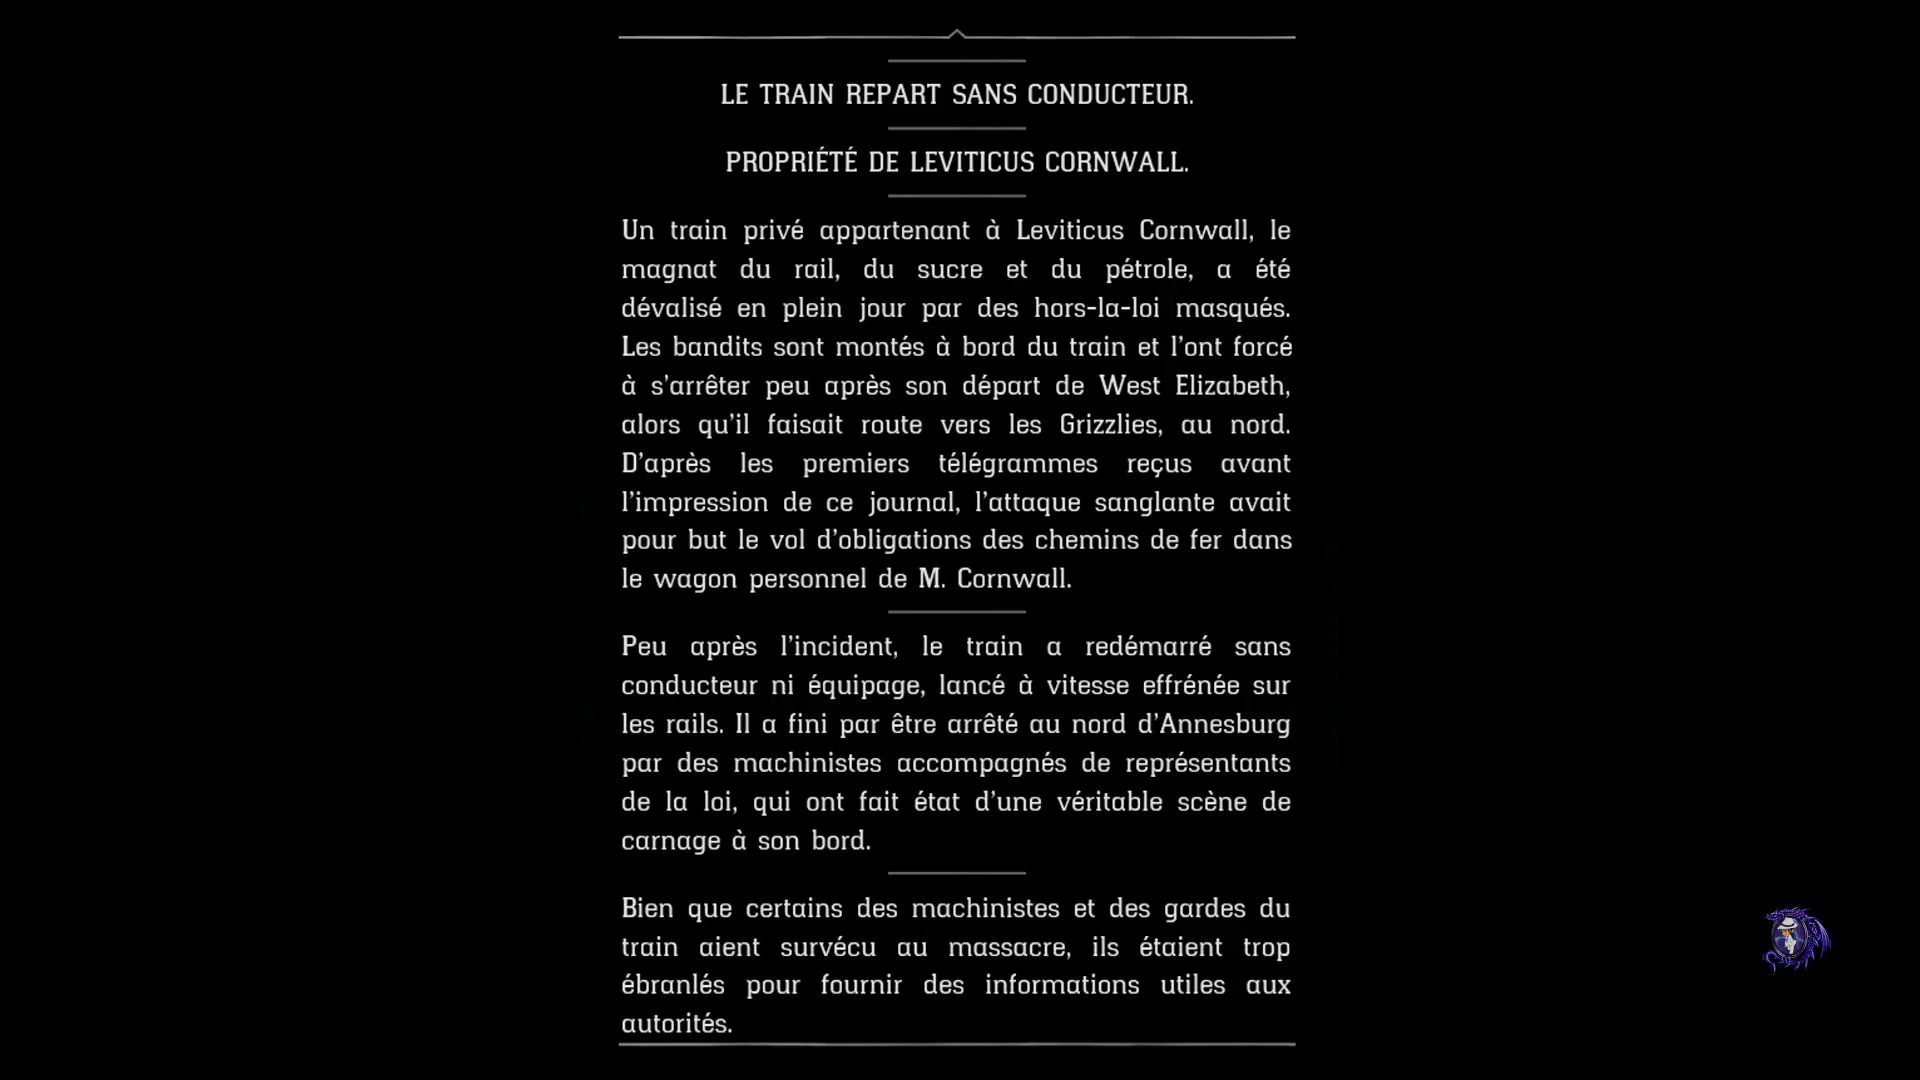 LE TRAIN REPART SANS CONDUCTEUR.
PROPRIÉTÉ DE LEVITICUS CORNWALL.
Un train privé appartenant à Leviticus Cornwall, le
magnat du rail, du sucre et du pétrole, a été
dévalisé en plein jour par des hors-la-loi masqués.
Les bandits sont montés à bord du train et l'ont forcé
à s'arrêter peu après son départ de West Elizabeth,
alors qu'il faisait route vers les Grizzlies, au nord.
D'après les premiers télégrammes reçus avant
l'impression de ce journal, l'attaque sanglante avait
pour but le vol d'obligations des chemins de fer dans
le wagon personnel de M. Cornwall.
Peu après l'incident, le train a redémarré sans
conducteur ni équipage, lancé à vitesse effrénée sur
les rails. Il a fini par être arrêté au nord d'Annesburg
par des machinistes accompagnés de représentants
de la loi, qui ont fait état d'une véritable scène de
carnage à son bord.
Bien que certains des machinistes et des gardes du
train aient survécu au massacre, ils étaient trop
ébranlés pour fournir des informations utiles aux
autorités.